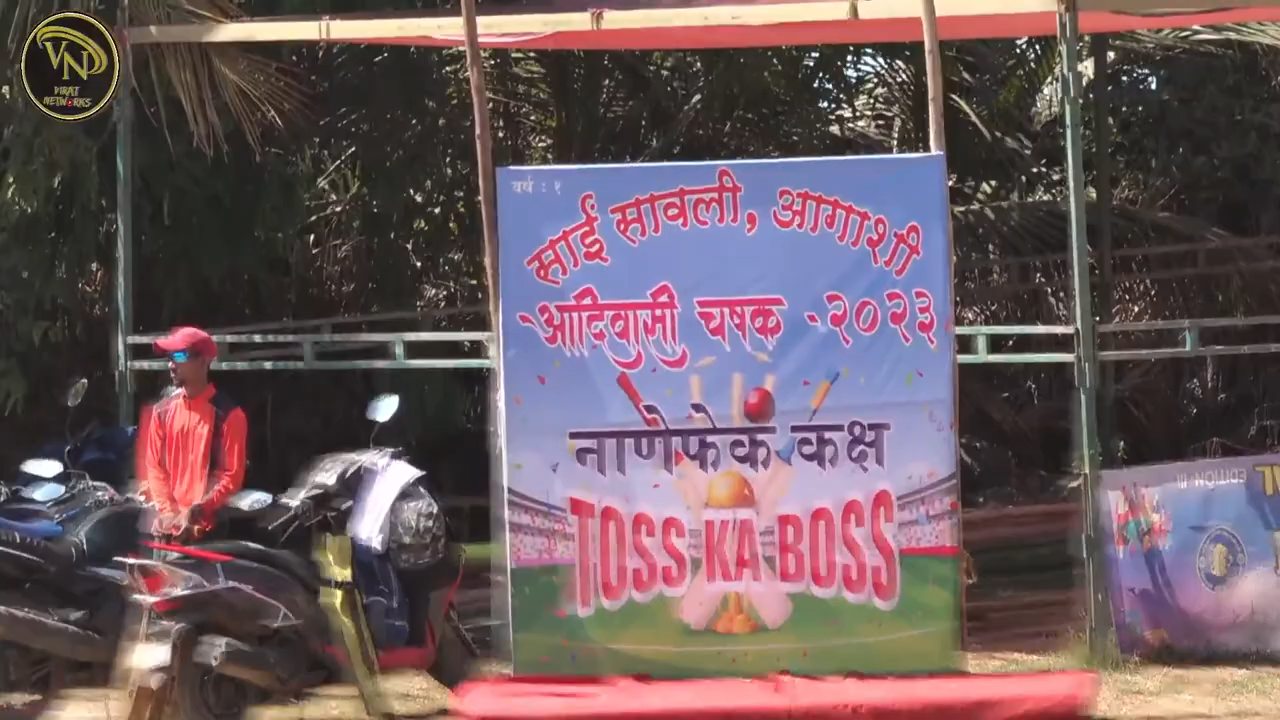 VN
VIRAT
NETWORKS
वर्ष : १
साई सावली, आगाशी
आदिवासी चषक -२०२३
नाणेफेक कक्ष
TOSS KA BOSS
EDITION III